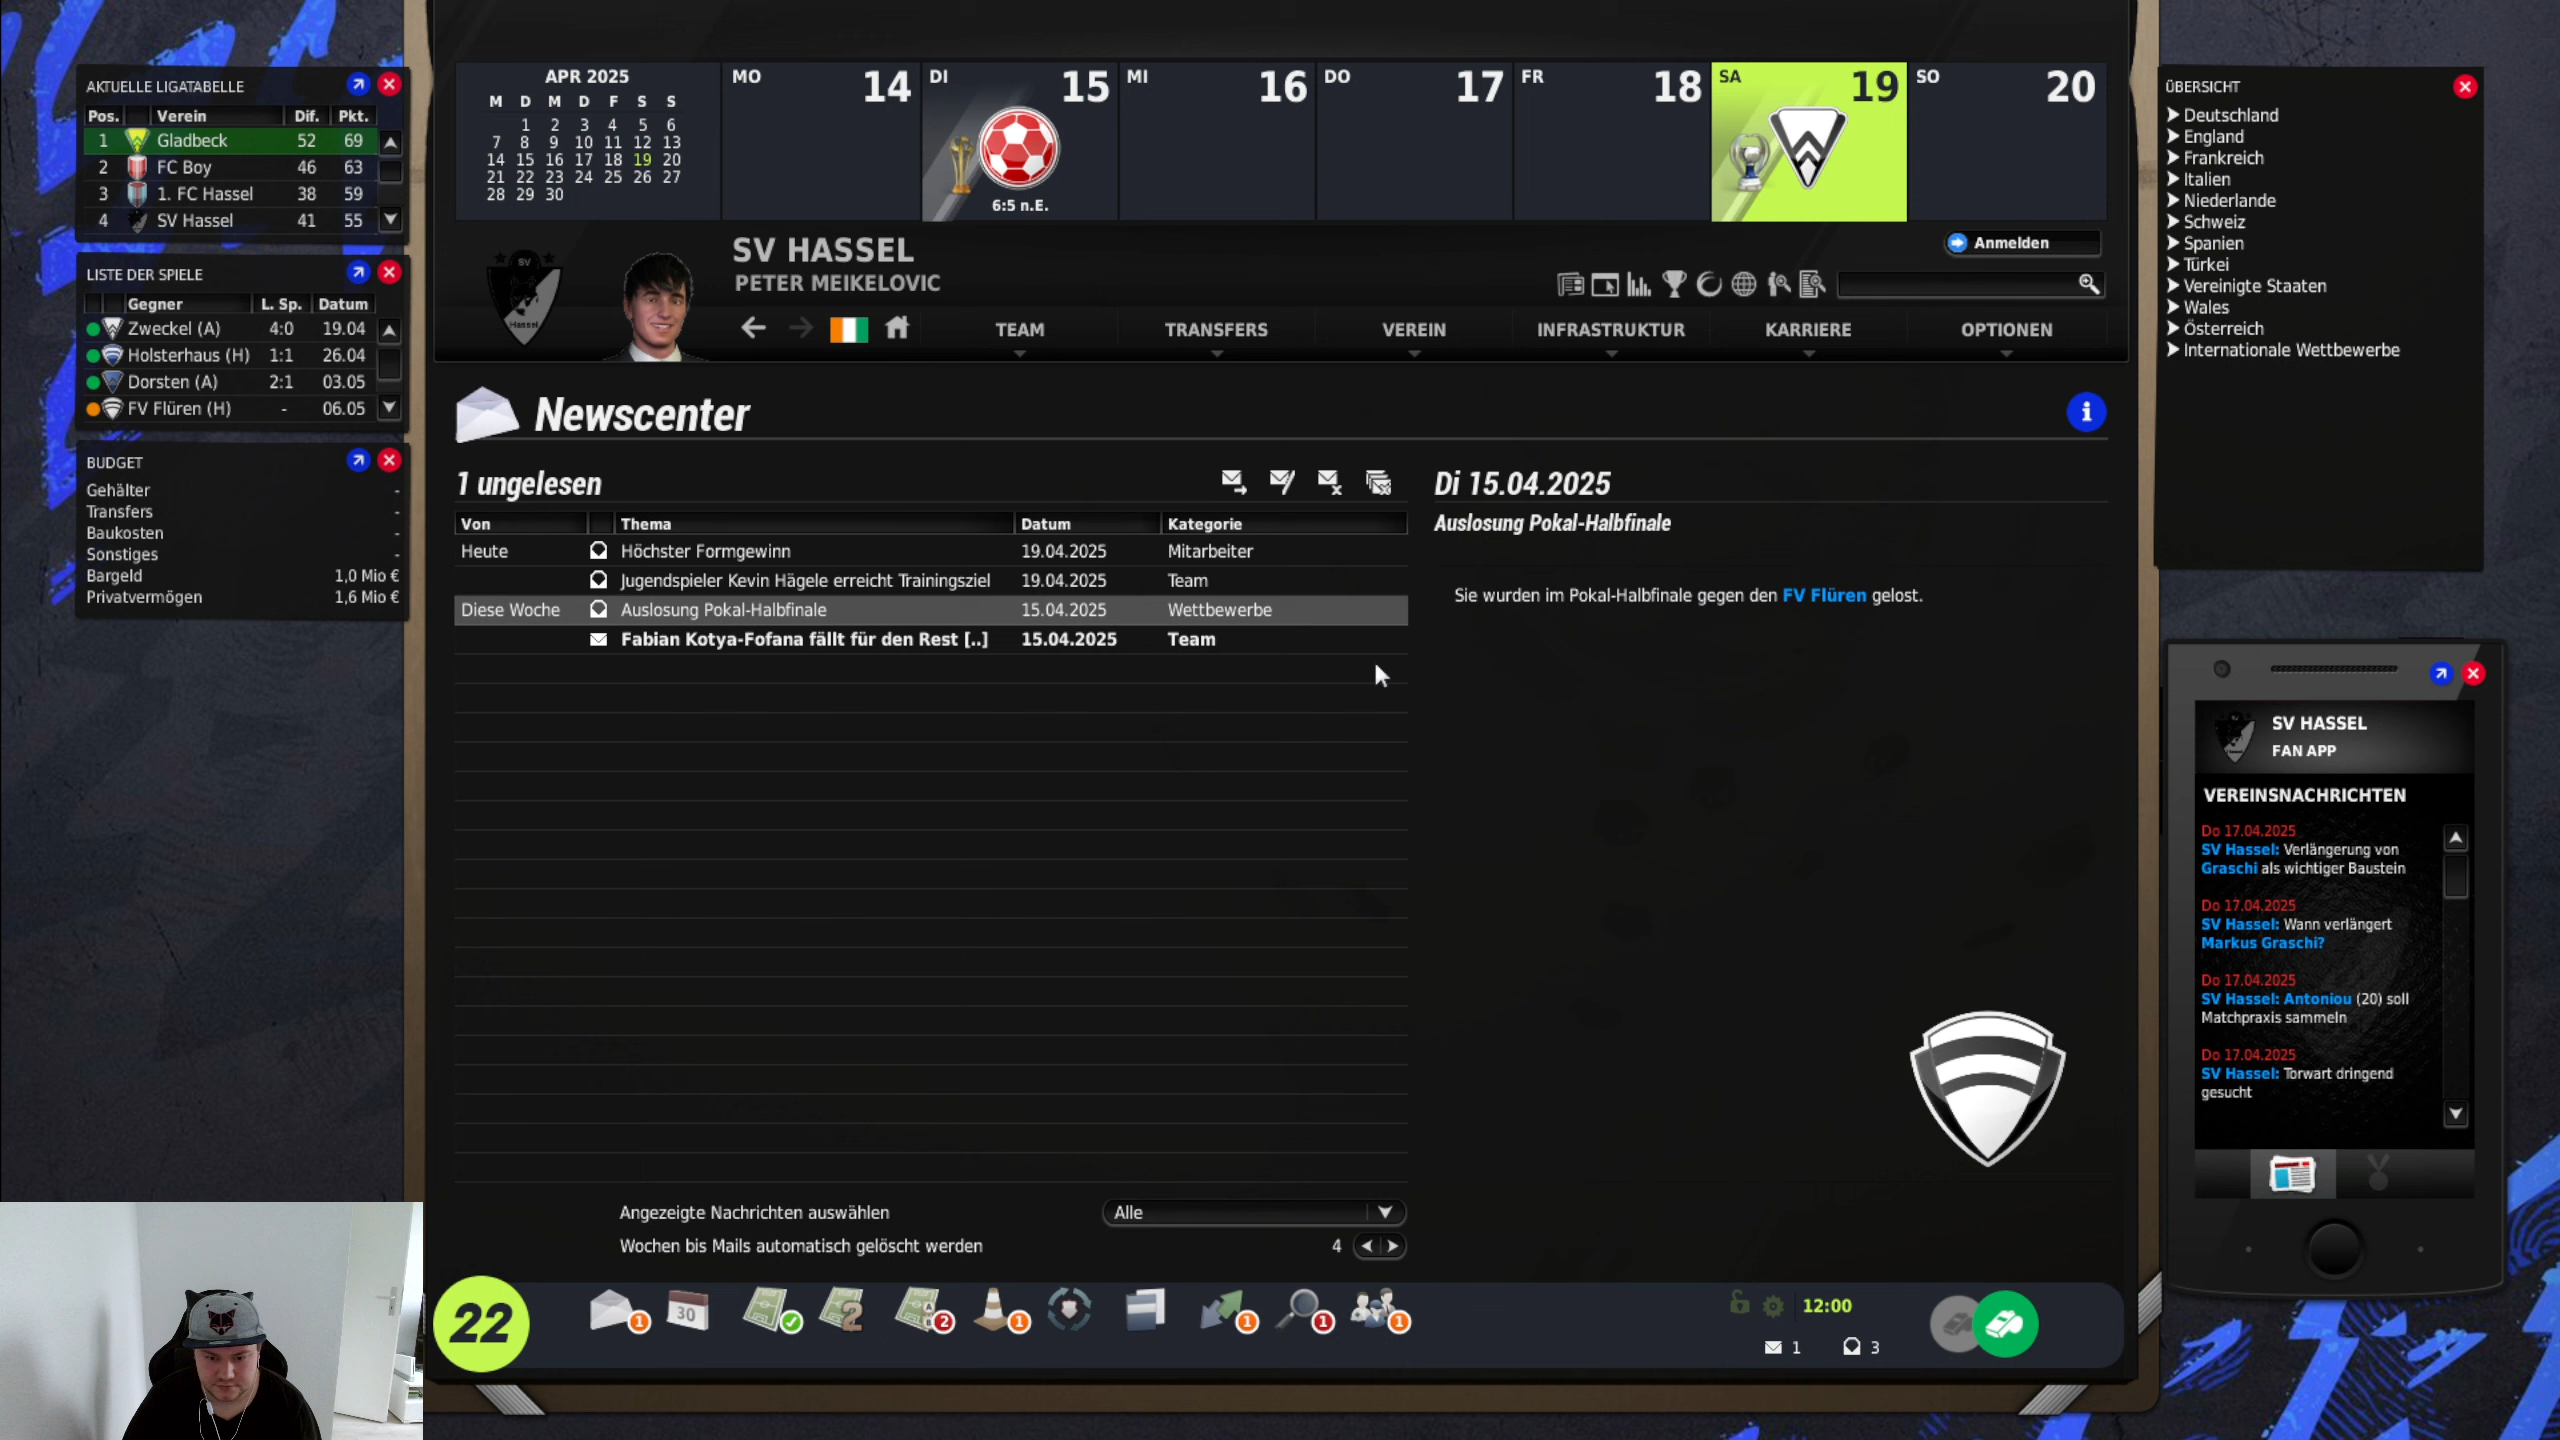 AKTUELLE LIGATABELLE
Pos. Verein Dif. Pkt.
1 Gladbeck 52 69
2 FC Boy 46 63
3 1. FC Hassel 38 59
4 SV Hassel 41 55
LISTE DER SPIELE
Gegner L. Sp. Datum
Zweckel (A) 4:0 19.04
Holsterhaus (H) 1:1 26.04
Dorsten (A) 2:1 03.05
FV Flüren (H) - 06.05
BUDGET
Gehälter -
Transfers -
Baukosten -
Sonstiges -
Bargeld 1,0 Mio €
Privatvermögen 1,6 Mio €
APR 2025
M D M D F S S
1 2 3 4 5 6
7 8 9 10 11 12 13
14 15 16 17 18 19 20
21 22 23 24 25 26 27
28 29 30
MO 14
DI 15
6:5 n.E.
MI 16
DO 17
FR 18
SA 19
SO 20
SV HASSEL
PETER MEIKELOVIC
Anmelden
SV
Hassel
TEAM
TRANSFERS
VEREIN
INFRASTRUKTUR
KARRIERE
OPTIONEN
Newscenter
i
1 ungelesen
Von Thema Datum Kategorie
Heute Höchster Formgewinn 19.04.2025 Mitarbeiter
Jugendspieler Kevin Hägele erreicht Trainingsziel 19.04.2025 Team
Diese Woche Auslosung Pokal-Halbfinale 15.04.2025 Wettbewerbe
Fabian Kotya-Fofana fällt für den Rest [..] 15.04.2025 Team
Di 15.04.2025
Auslosung Pokal-Halbfinale
Sie wurden im Pokal-Halbfinale gegen den FV Flüren gelost.
Angezeigte Nachrichten auswählen Alle
Wochen bis Mails automatisch gelöscht werden 4
22
1
30
2
2
1
1
1
1
12:00
1 3
ÜBERSICHT
Deutschland
England
Frankreich
Italien
Niederlande
Schweiz
Spanien
Türkei
Vereinigte Staaten
Wales
Österreich
Internationale Wettbewerbe
SV HASSEL
FAN APP
VEREINSNACHRICHTEN
Do 17.04.2025
SV Hassel: Verlängerung von
Graschi als wichtiger Baustein
Do 17.04.2025
SV Hassel: Wann verlängert
Markus Graschi?
Do 17.04.2025
SV Hassel: Antoniou (20) soll
Matchpraxis sammeln
Do 17.04.2025
SV Hassel: Torwart dringend
gesucht